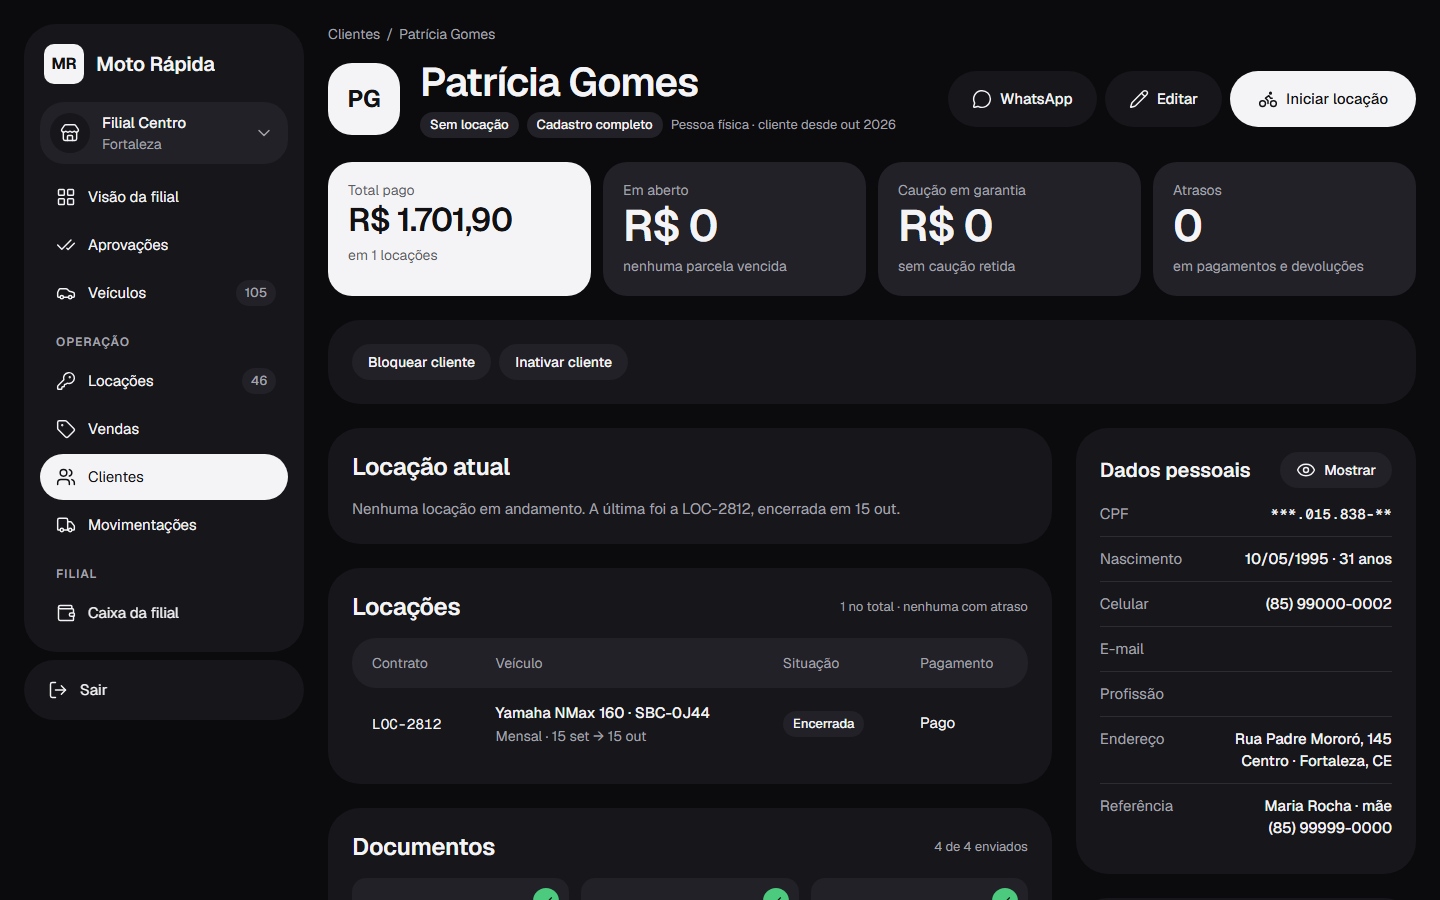 MR Moto Rápida
Filial Centro
Fortaleza
Visão da filial
Aprovações
Veículos 105
OPERAÇÃO
Locações 46
Vendas
Clientes
Movimentações
FILIAL
Caixa da filial
Sair
Clientes / Patrícia Gomes
PG
Patrícia Gomes
Sem locação Cadastro completo Pessoa física · cliente desde out 2026
WhatsApp
Editar
Iniciar locação
Total pago
R$ 1.701,90
em 1 locações
Em aberto
R$ 0
nenhuma parcela vencida
Caução em garantia
R$ 0
sem caução retida
Atrasos
0
em pagamentos e devoluções
Bloquear cliente Inativar cliente
Locação atual
Nenhuma locação em andamento. A última foi a LOC-2812, encerrada em 15 out.
Locações 1 no total · nenhuma com atraso
Contrato Veículo Situação Pagamento
LOC-2812
Yamaha NMax 160 · SBC-0J44
Mensal · 15 set → 15 out
Encerrada
Pago
Documentos 4 de 4 enviados
Dados pessoais Mostrar
CPF ***.015.838-**
Nascimento 10/05/1995 · 31 anos
Celular (85) 99000-0002
E-mail
Profissão
Endereço Rua Padre Mororó, 145
Centro · Fortaleza, CE
Referência Maria Rocha · mãe
(85) 99999-0000